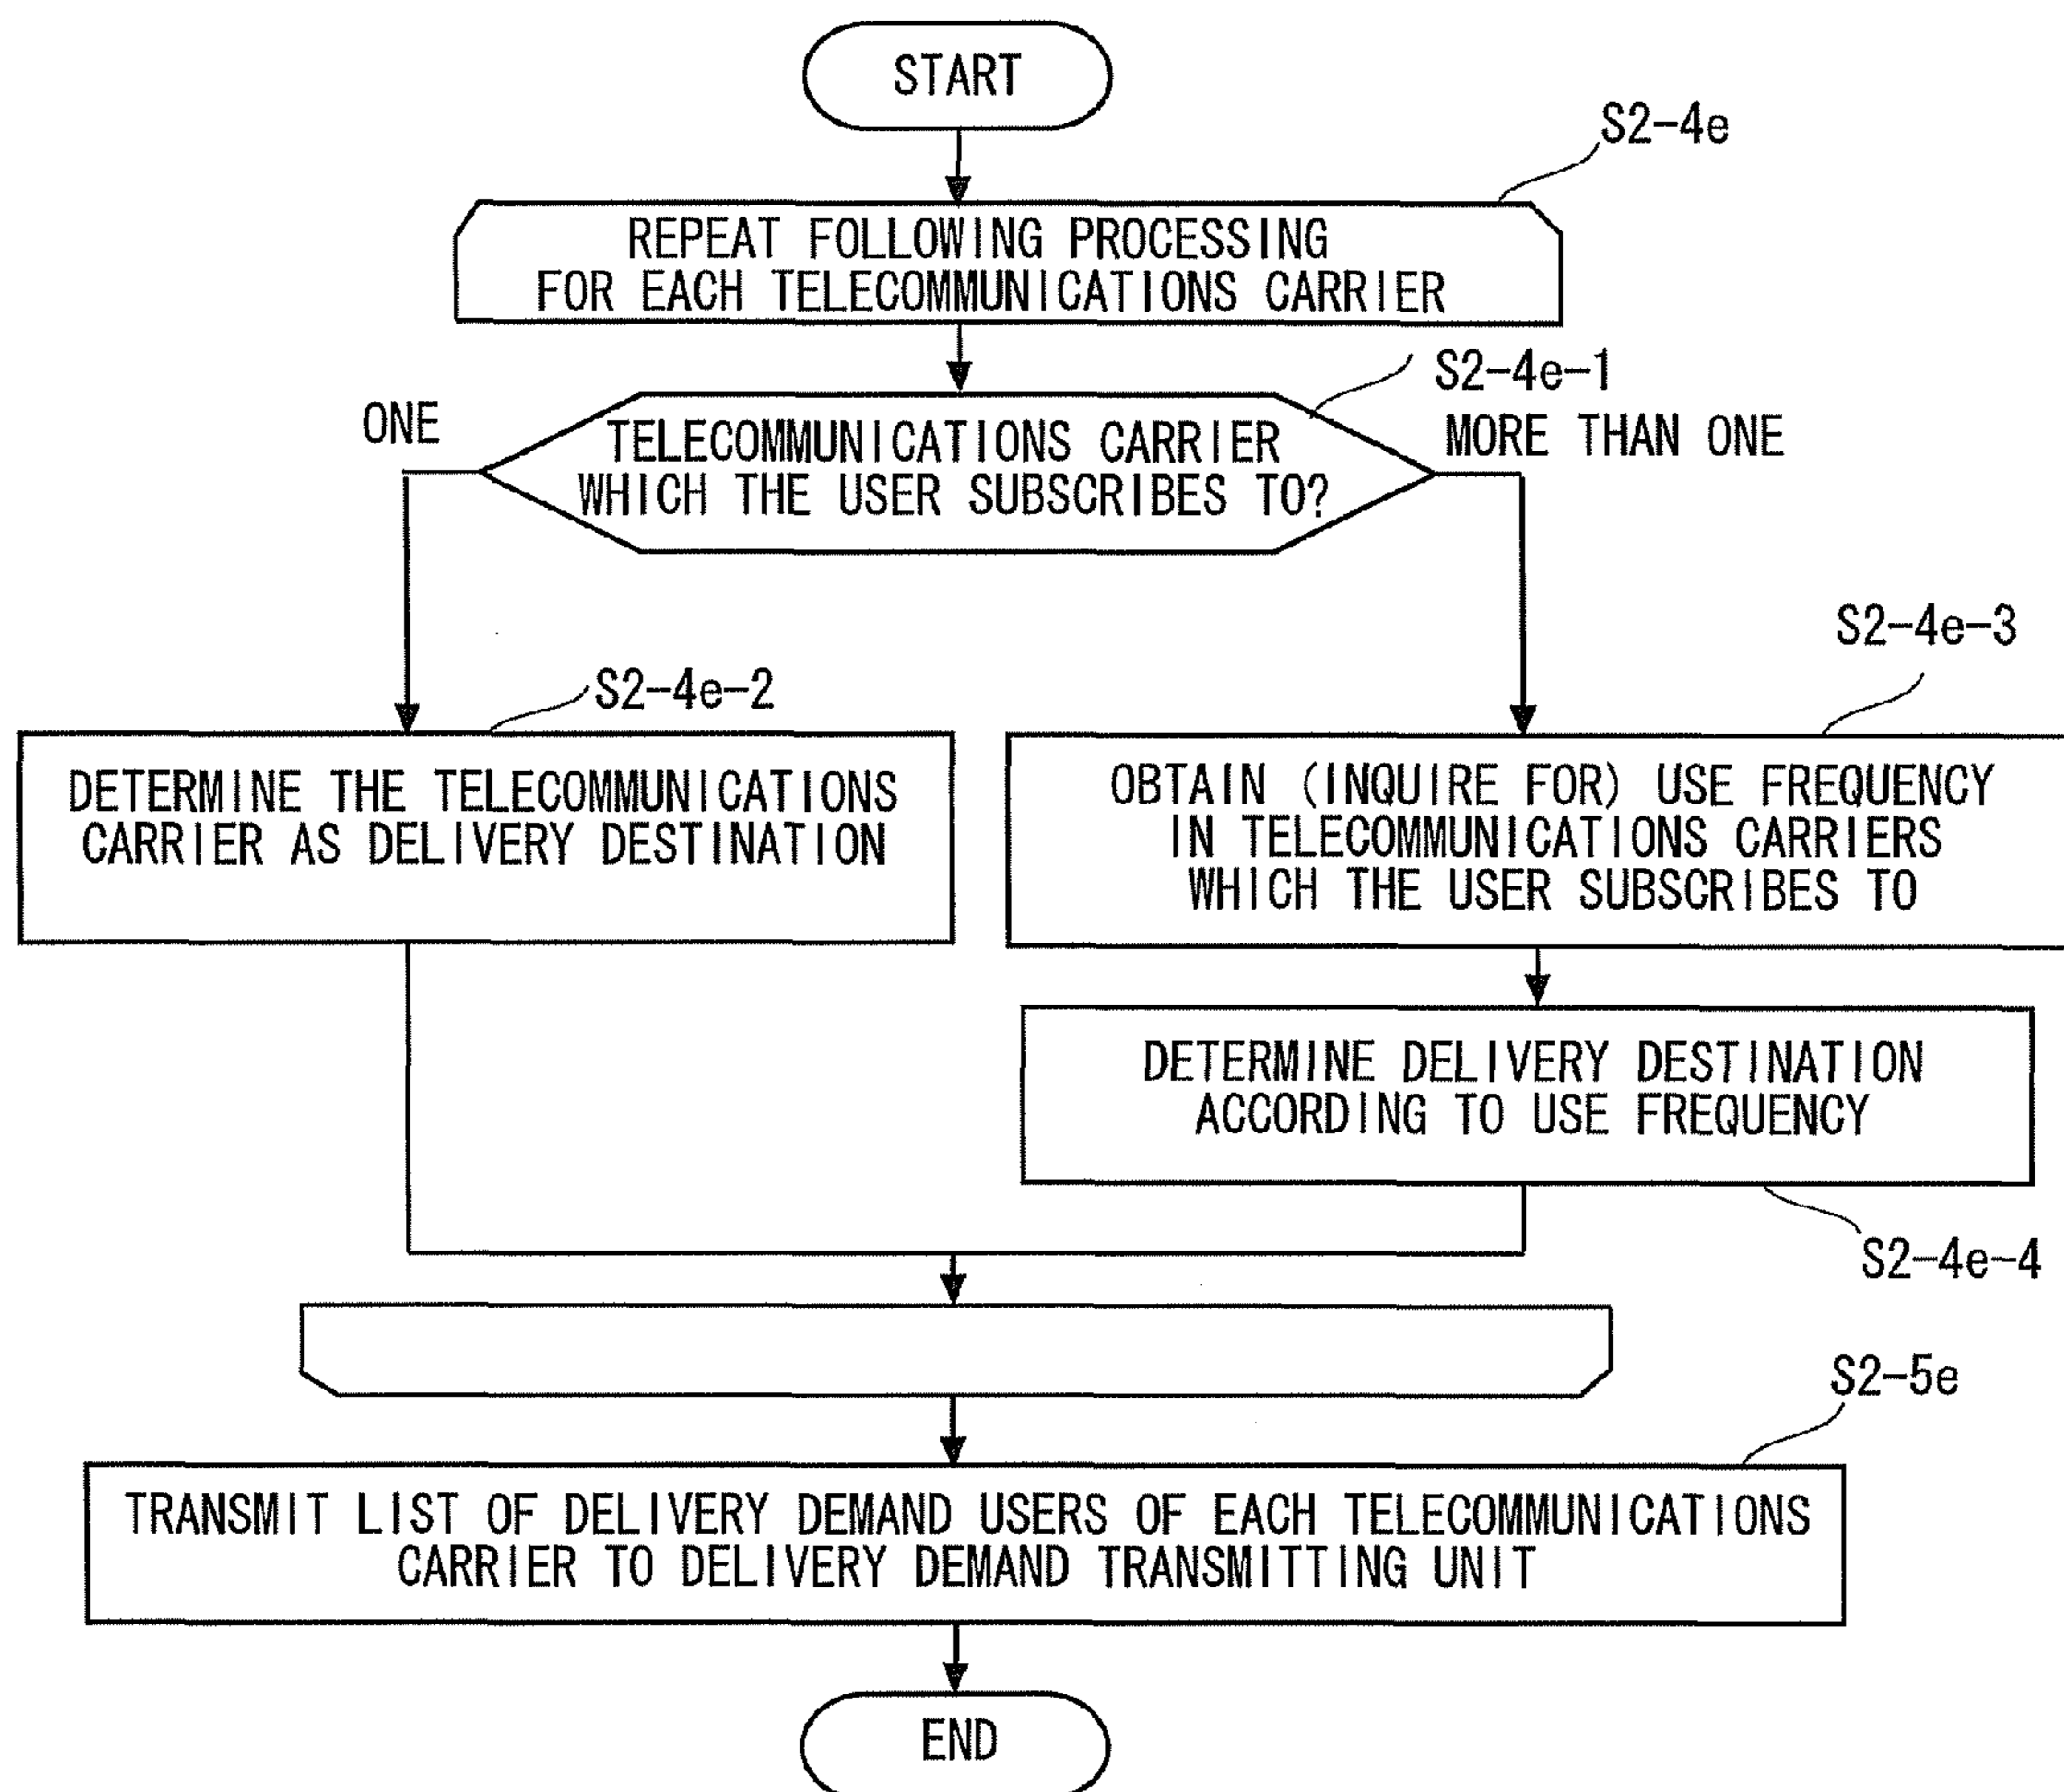 START
S2-4e
REPEAT FOLLOWING PROCESSING
FOR EACH TELECOMMUNICATIONS CARRIER
S2-4e-1
ONE
MORE THAN ONE
TELECOMMUNICATIONS CARRIER
WHICH THE USER SUBSCRIBES TO?
S2-4e-2
DETERMINE THE TELECOMMUNICATIONS
CARRIER AS DELIVERY DESTINATION
S2-4e-3
OBTAIN (INQUIRE FOR) USE FREQUENCY
IN TELECOMMUNICATIONS CARRIERS
WHICH THE USER SUBSCRIBES TO
DETERMINE DELIVERY DESTINATION
ACCORDING TO USE FREQUENCY
S2-4e-4
S2-5e
TRANSMIT LIST OF DELIVERY DEMAND USERS OF EACH TELECOMMUNICATIONS
CARRIER TO DELIVERY DEMAND TRANSMITTING UNIT
END